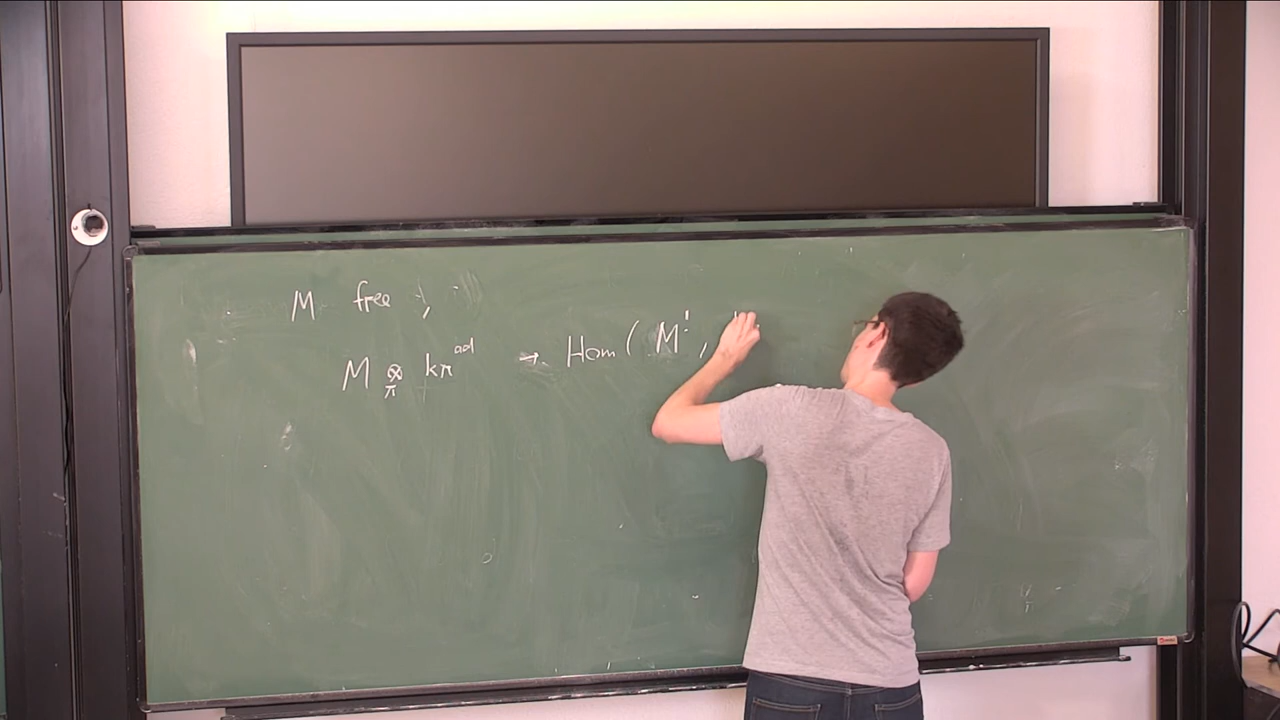 M free,
M ⊗_π kπ^ad → Hom ( M^! ,